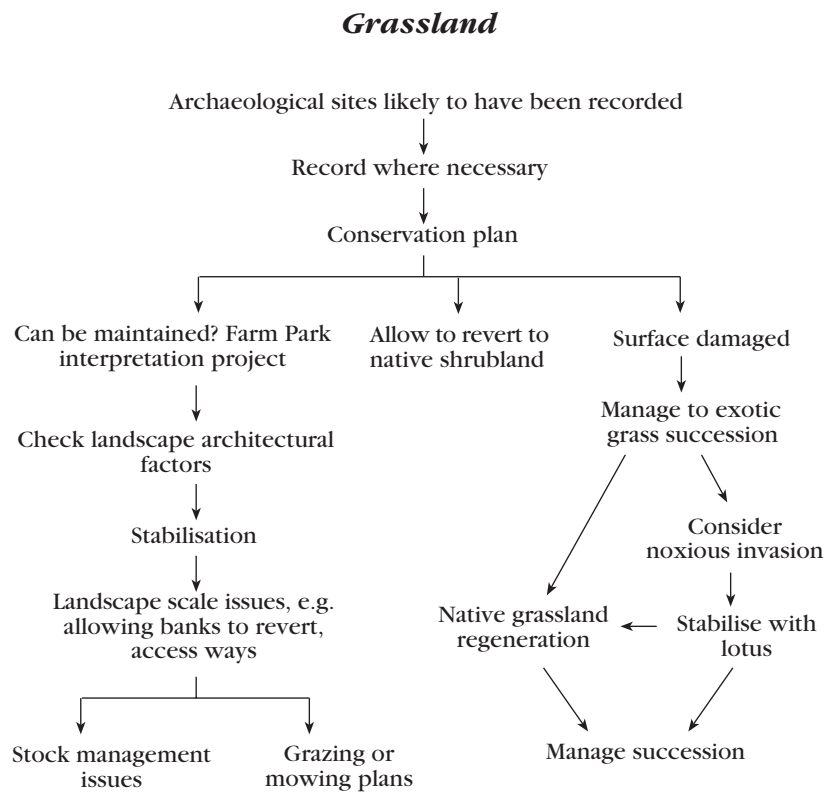 Grassland
Archaeological sites likely to have been recorded
Record where necessary
Conservation plan
Can be maintained? Farm Park
interpretation project
Allow to revert to
native shrubland
Surface damaged
Check landscape architectural
factors
Manage to exotic
grass succession
Stabilisation
Consider
noxious invasion
Landscape scale issues, e.g.
allowing banks to revert,
access ways
Native grassland
regeneration
Stabilise with
lotus
Stock management
issues
Grazing or
mowing plans
Manage succession